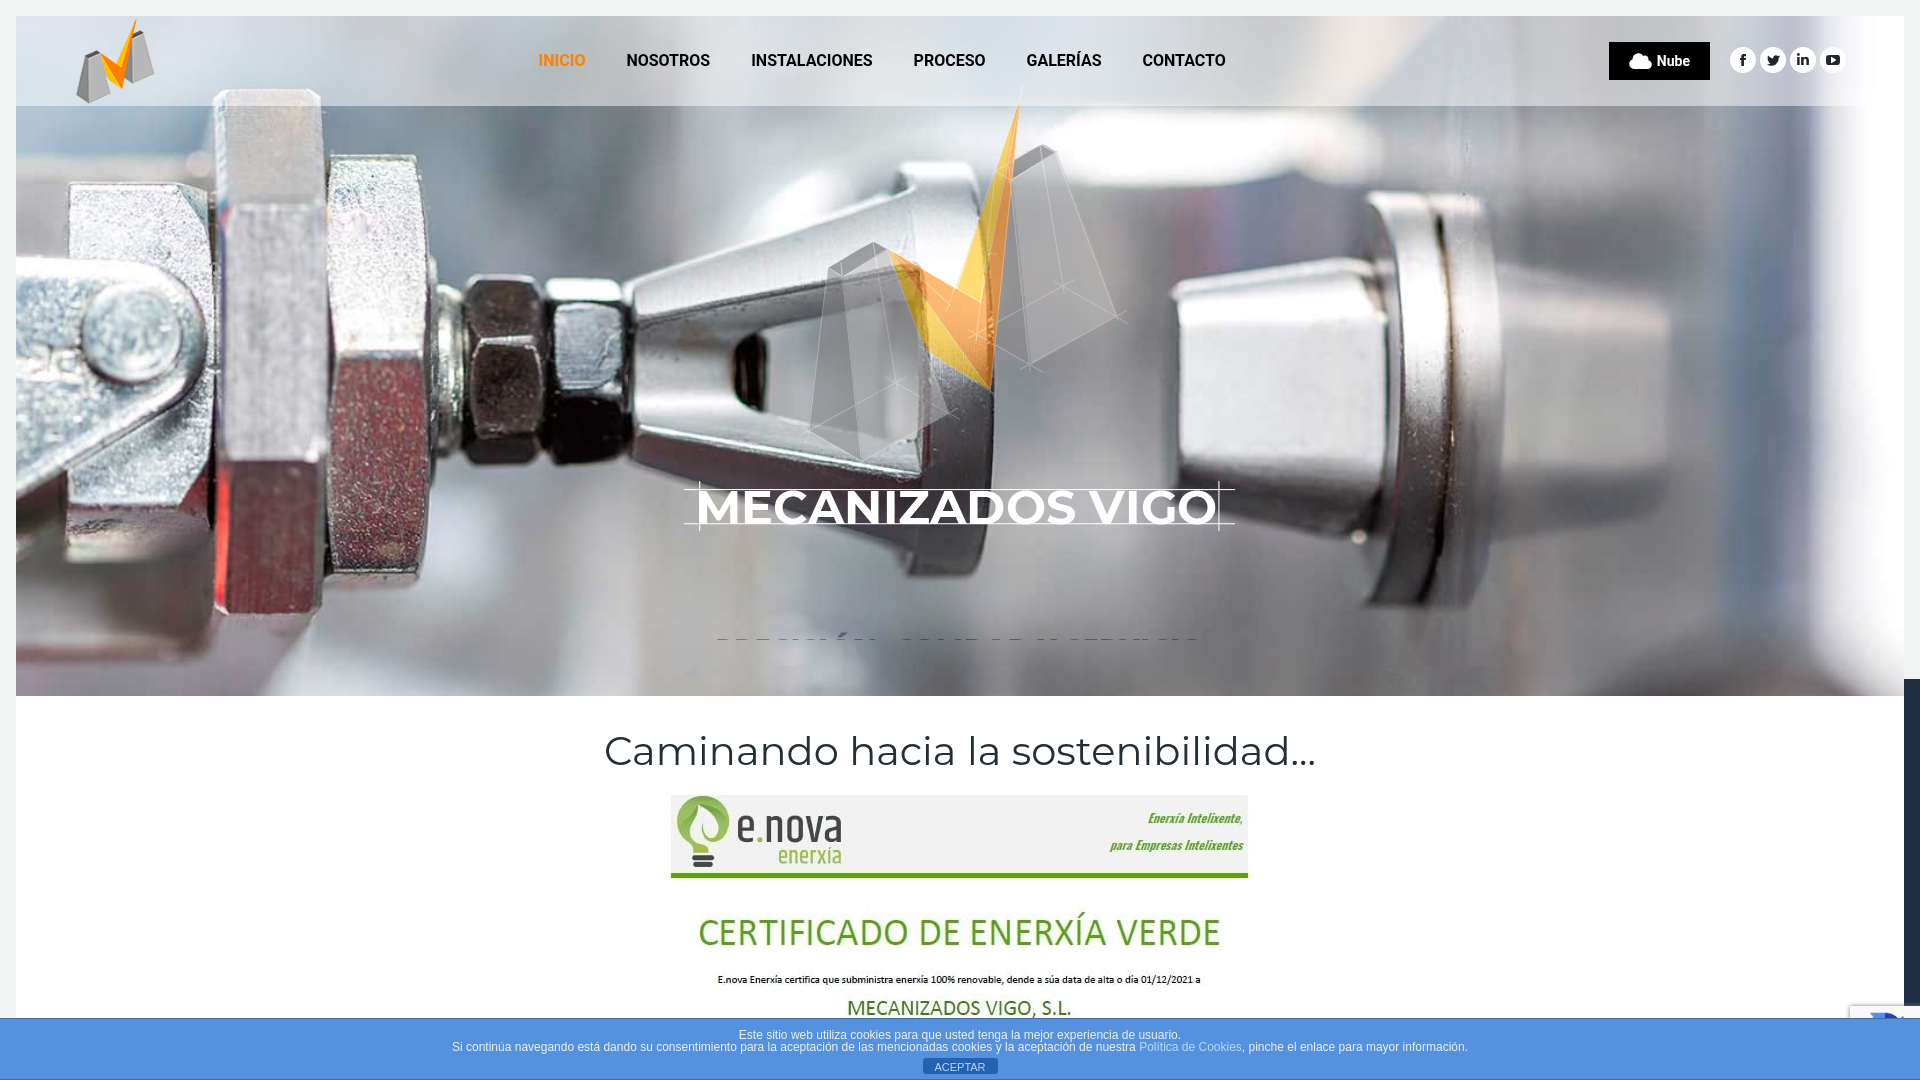 INICIO
NOSOTROS
INSTALACIONES
PROCESO
GALERÍAS
CONTACTO
Nube
MECANIZADOS VIGO
Caminando hacia la sostenibilidad...
e.nova
enerxía
Enerxía Intelixente,
para Empresas Intelixentes
CERTIFICADO DE ENERXÍA VERDE
E.nova Enerxía certifica que subministra enerxía 100% renovable, dende a súa data de alta o día 01/12/2021 a
MECANIZADOS VIGO, S.L.
Este sitio web utiliza cookies para que usted tenga la mejor experiencia de usuario.
Si continúa navegando está dando su consentimiento para la aceptación de las mencionadas cookies y la aceptación de nuestra Política de Cookies, pinche el enlace para mayor información.
ACEPTAR